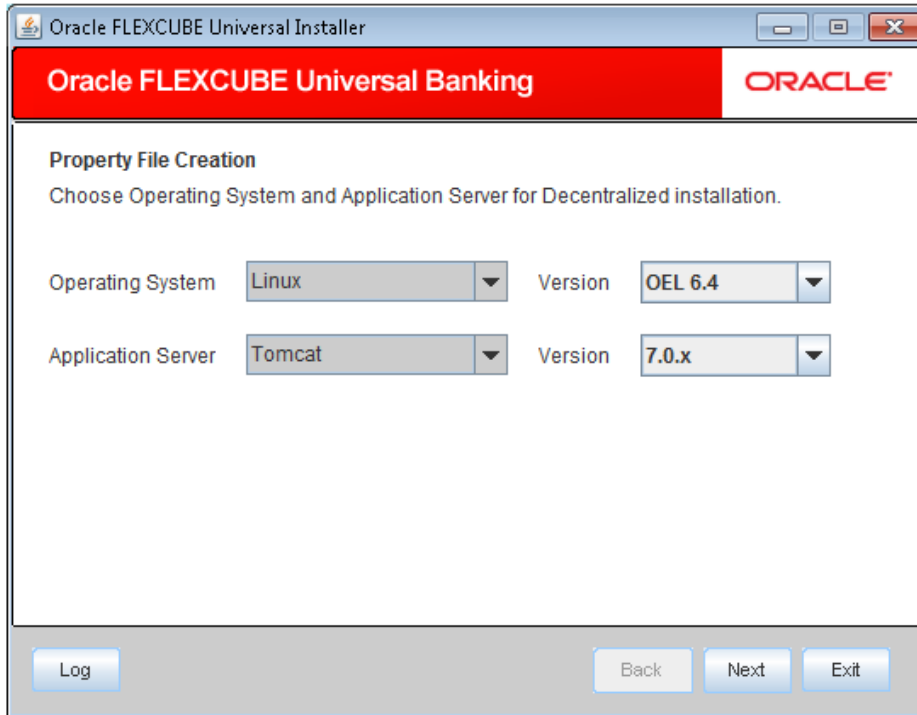 Oracle FLEXCUBE Universal Installer
Oracle FLEXCUBE Universal Banking ORACLE
Property File Creation
Choose Operating System and Application Server for Decentralized installation.
Operating System Linux Version OEL 6.4
Application Server Tomcat Version 7.0.x
Log Back Next Exit